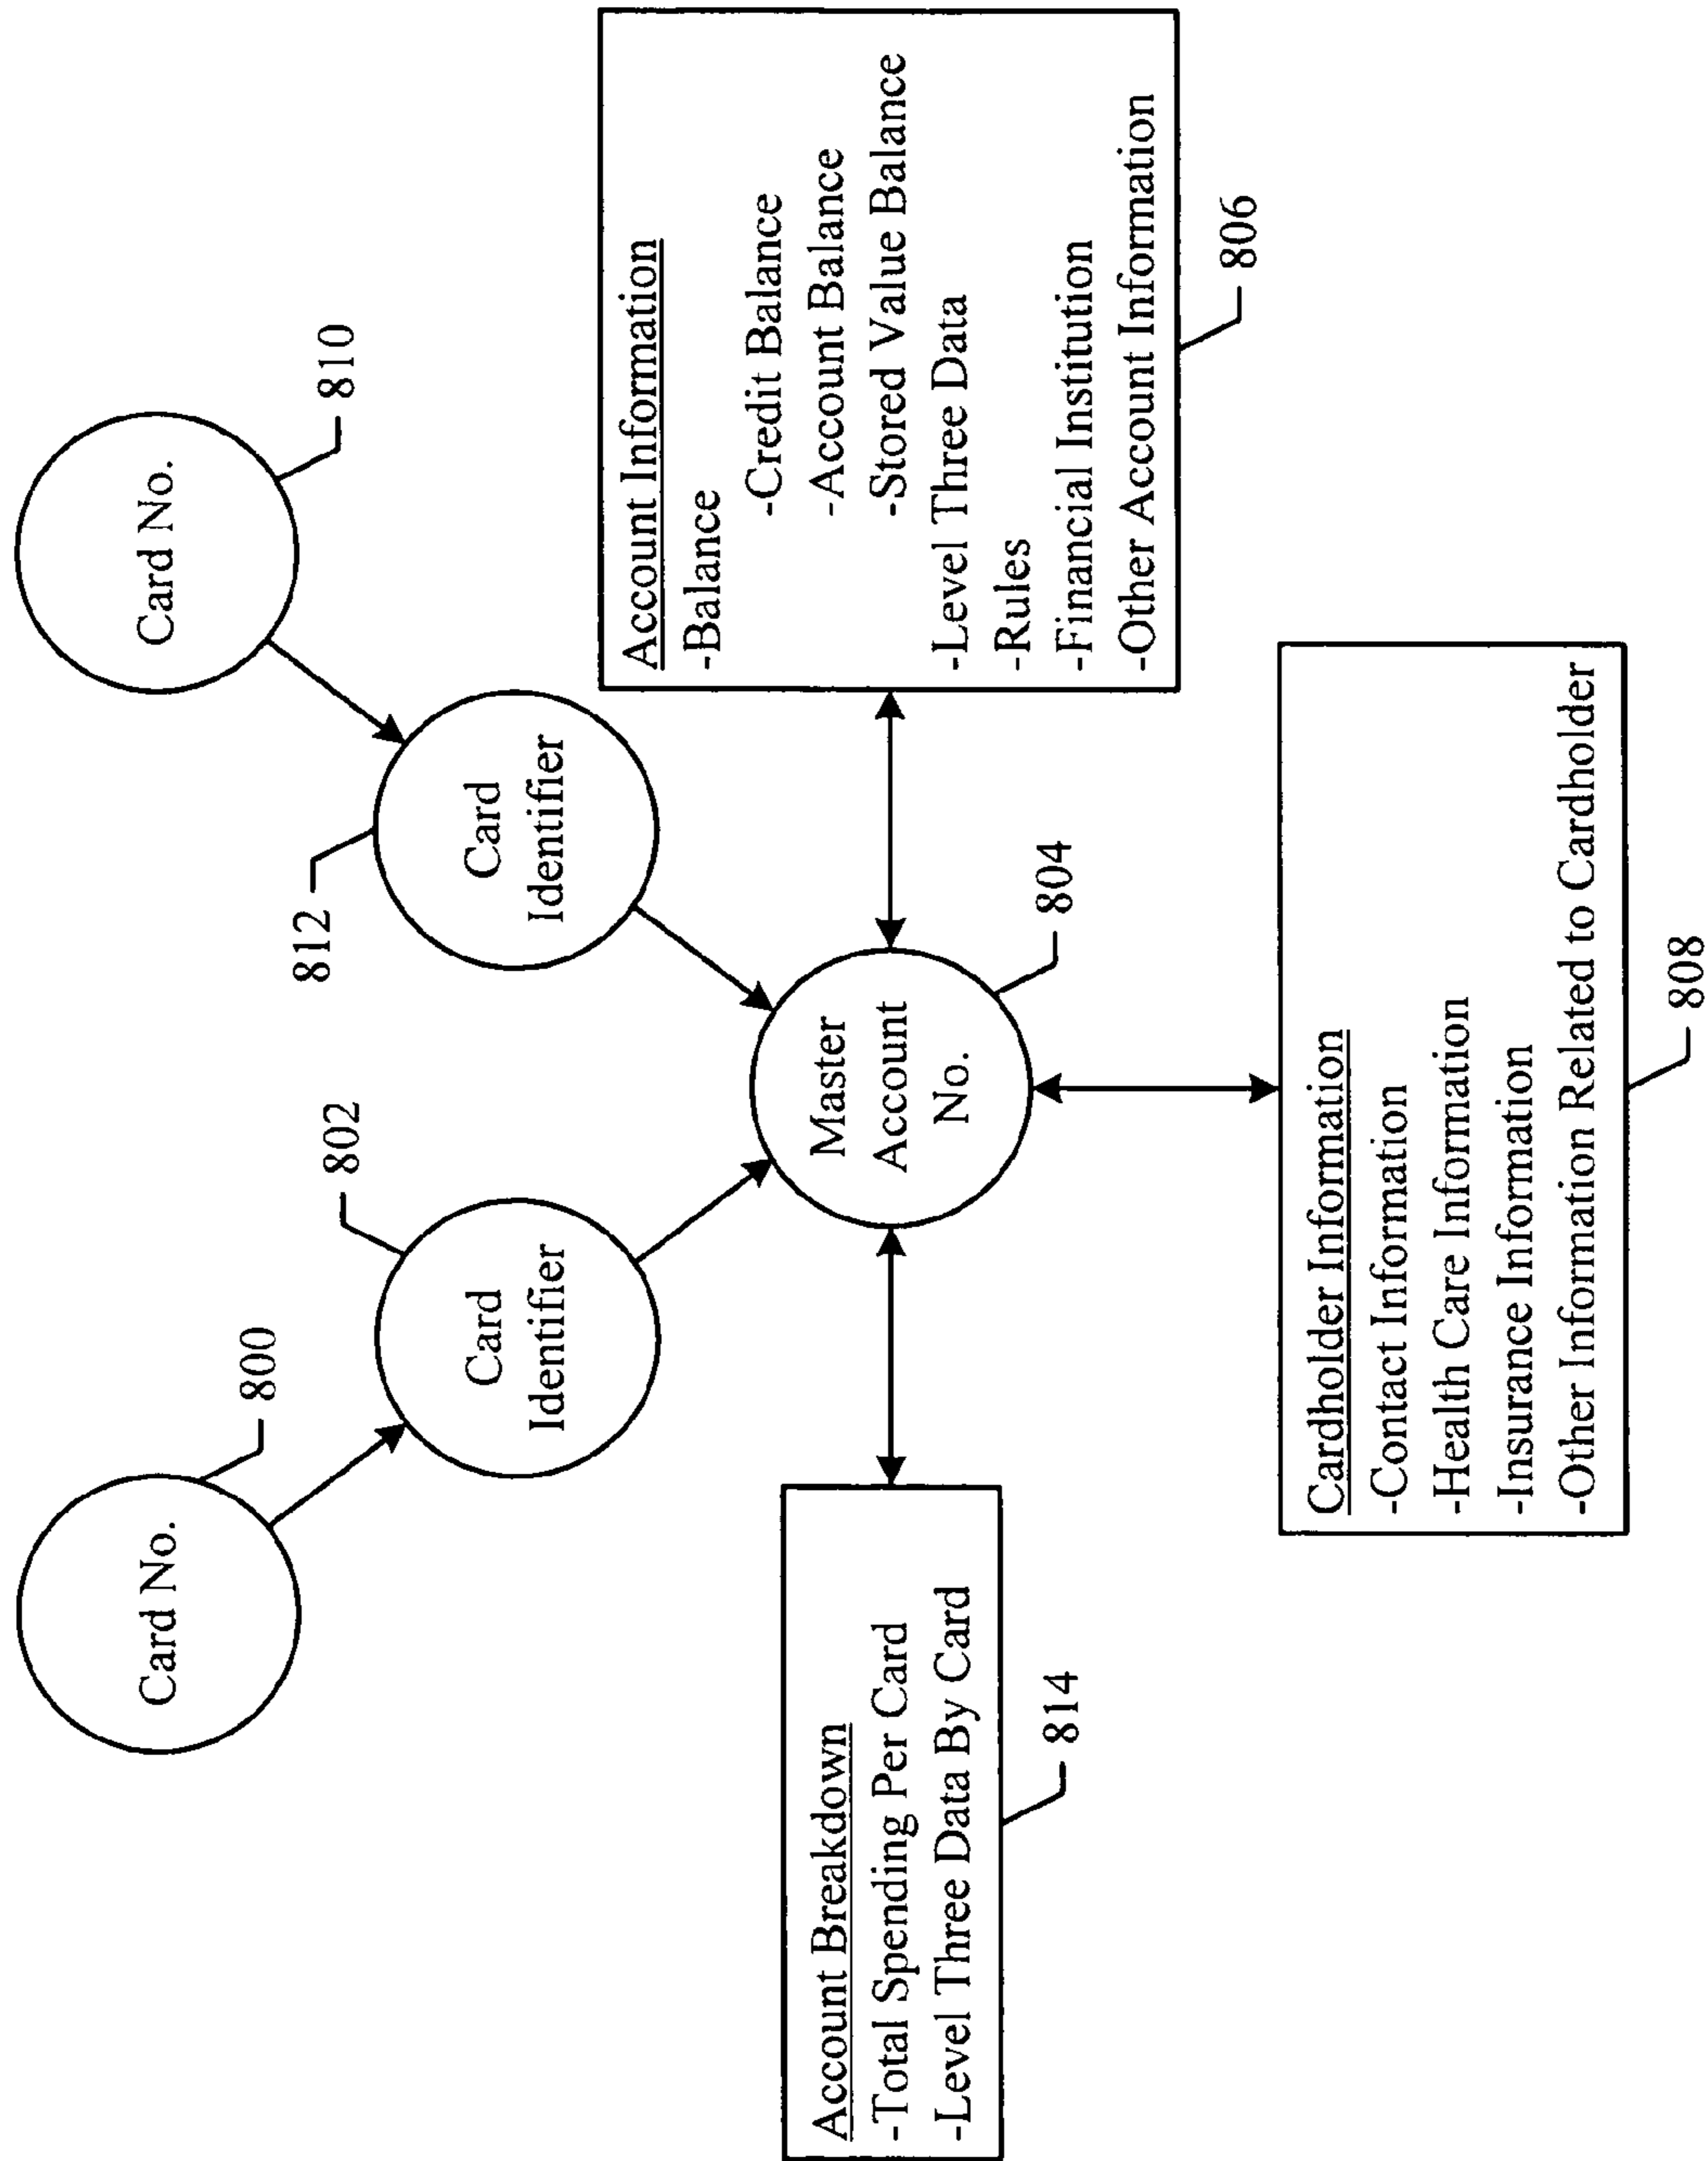 Card No.
800
Card No.
810
Card
Identifier
802
Card
Identifier
812
Master
Account
No.
804
Account Breakdown
-Total Spending Per Card
-Level Three Data By Card
814
Account Information
-Balance
-Credit Balance
-Account Balance
-Stored Value Balance
-Level Three Data
-Rules
-Financial Institution
-Other Account Information
806
Cardholder Information
-Contact Information
-Health Care Information
-Insurance Information
-Other Information Related to Cardholder
808